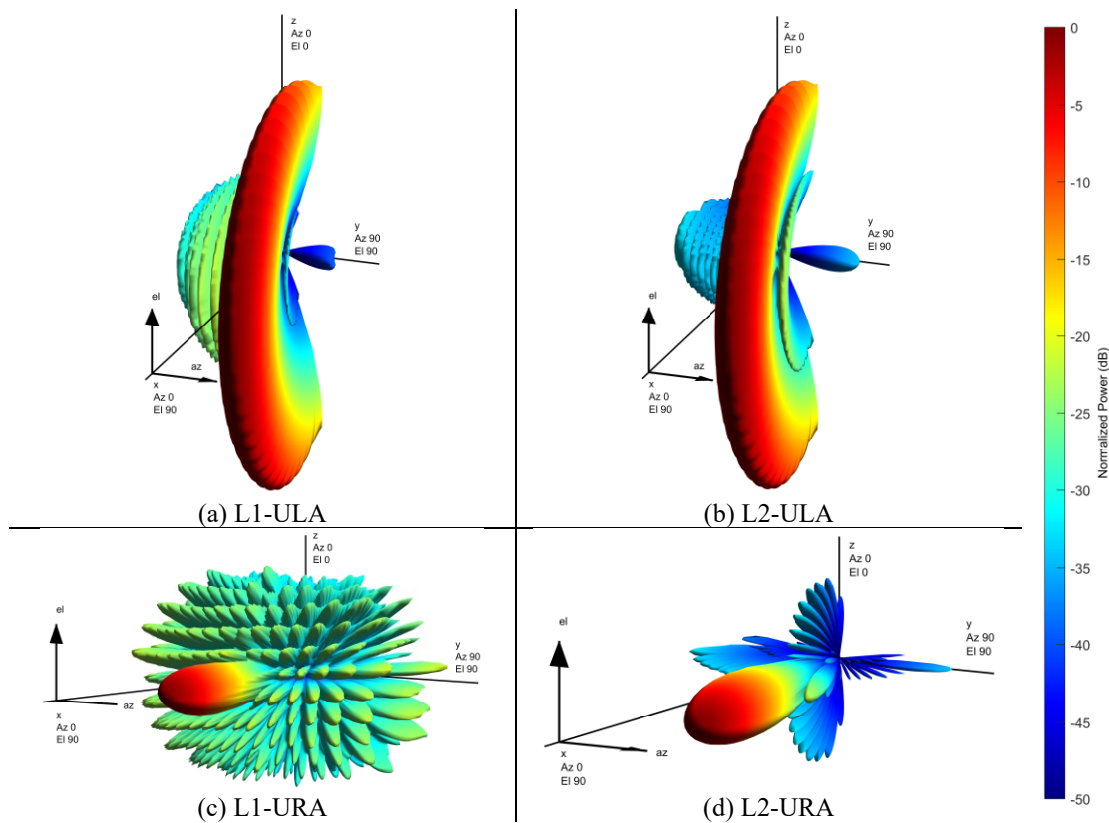 z
Az 0
El 0
y
Az 90
El 90
el
az
x
Az 0
El 90
(a) L1-ULA
z
Az 0
El 0
y
Az 90
El 90
el
az
x
Az 0
El 90
(b) L2-ULA
z
Az 0
El 0
el
y
Az 90
El 90
x
az
Az 0
El 90
(c) L1-URA
z
Az 0
El 0
el
y
Az 90
El 90
x
az
Az 0
El 90
(d) L2-URA
0
-5
-10
-15
-20
-25
-30
-35
-40
-45
-50
Normalized Power (dB)